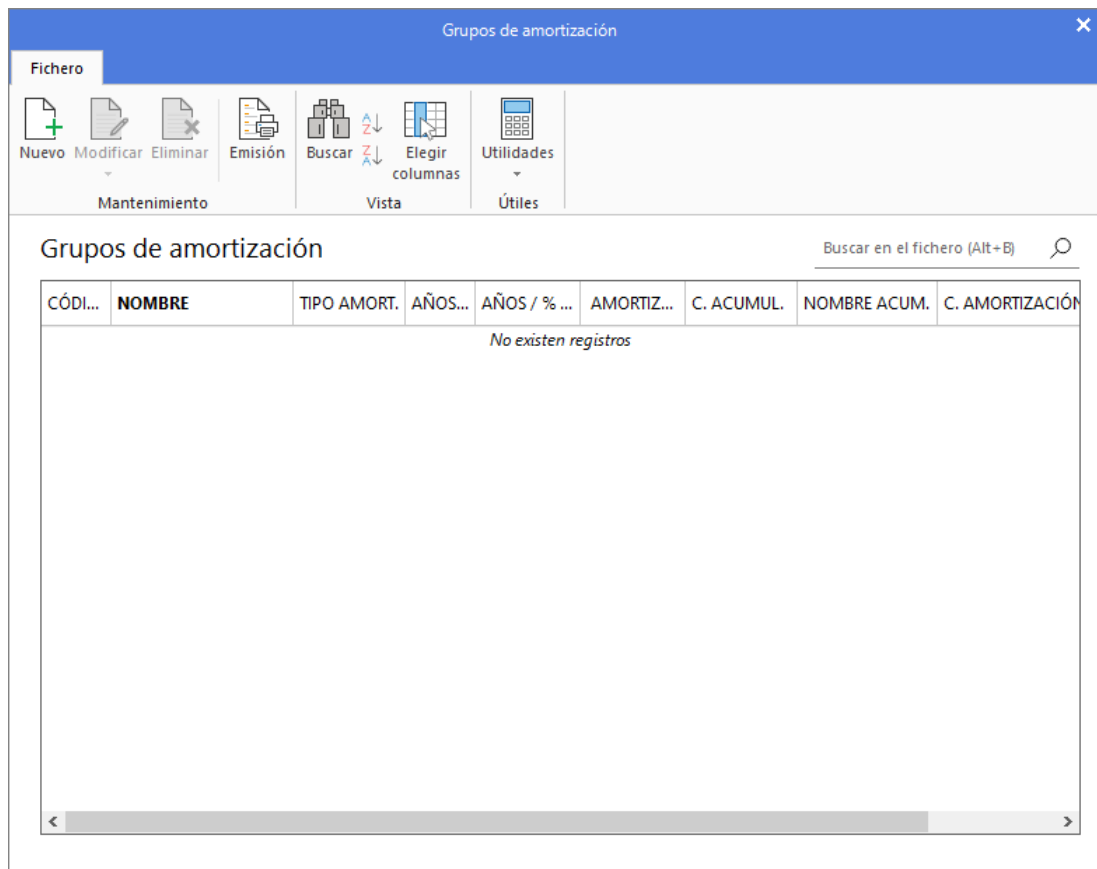 Grupos de amortización
Fichero
Nuevo Modificar Eliminar Emisión Buscar Elegir columnas Utilidades
Mantenimiento Vista Útiles
Grupos de amortización Buscar en el fichero (Alt+B)
CÓDI... NOMBRE TIPO AMORT. AÑOS... AÑOS / % ... AMORTIZ... C. ACUMUL. NOMBRE ACUM. C. AMORTIZACIÓN
No existen registros